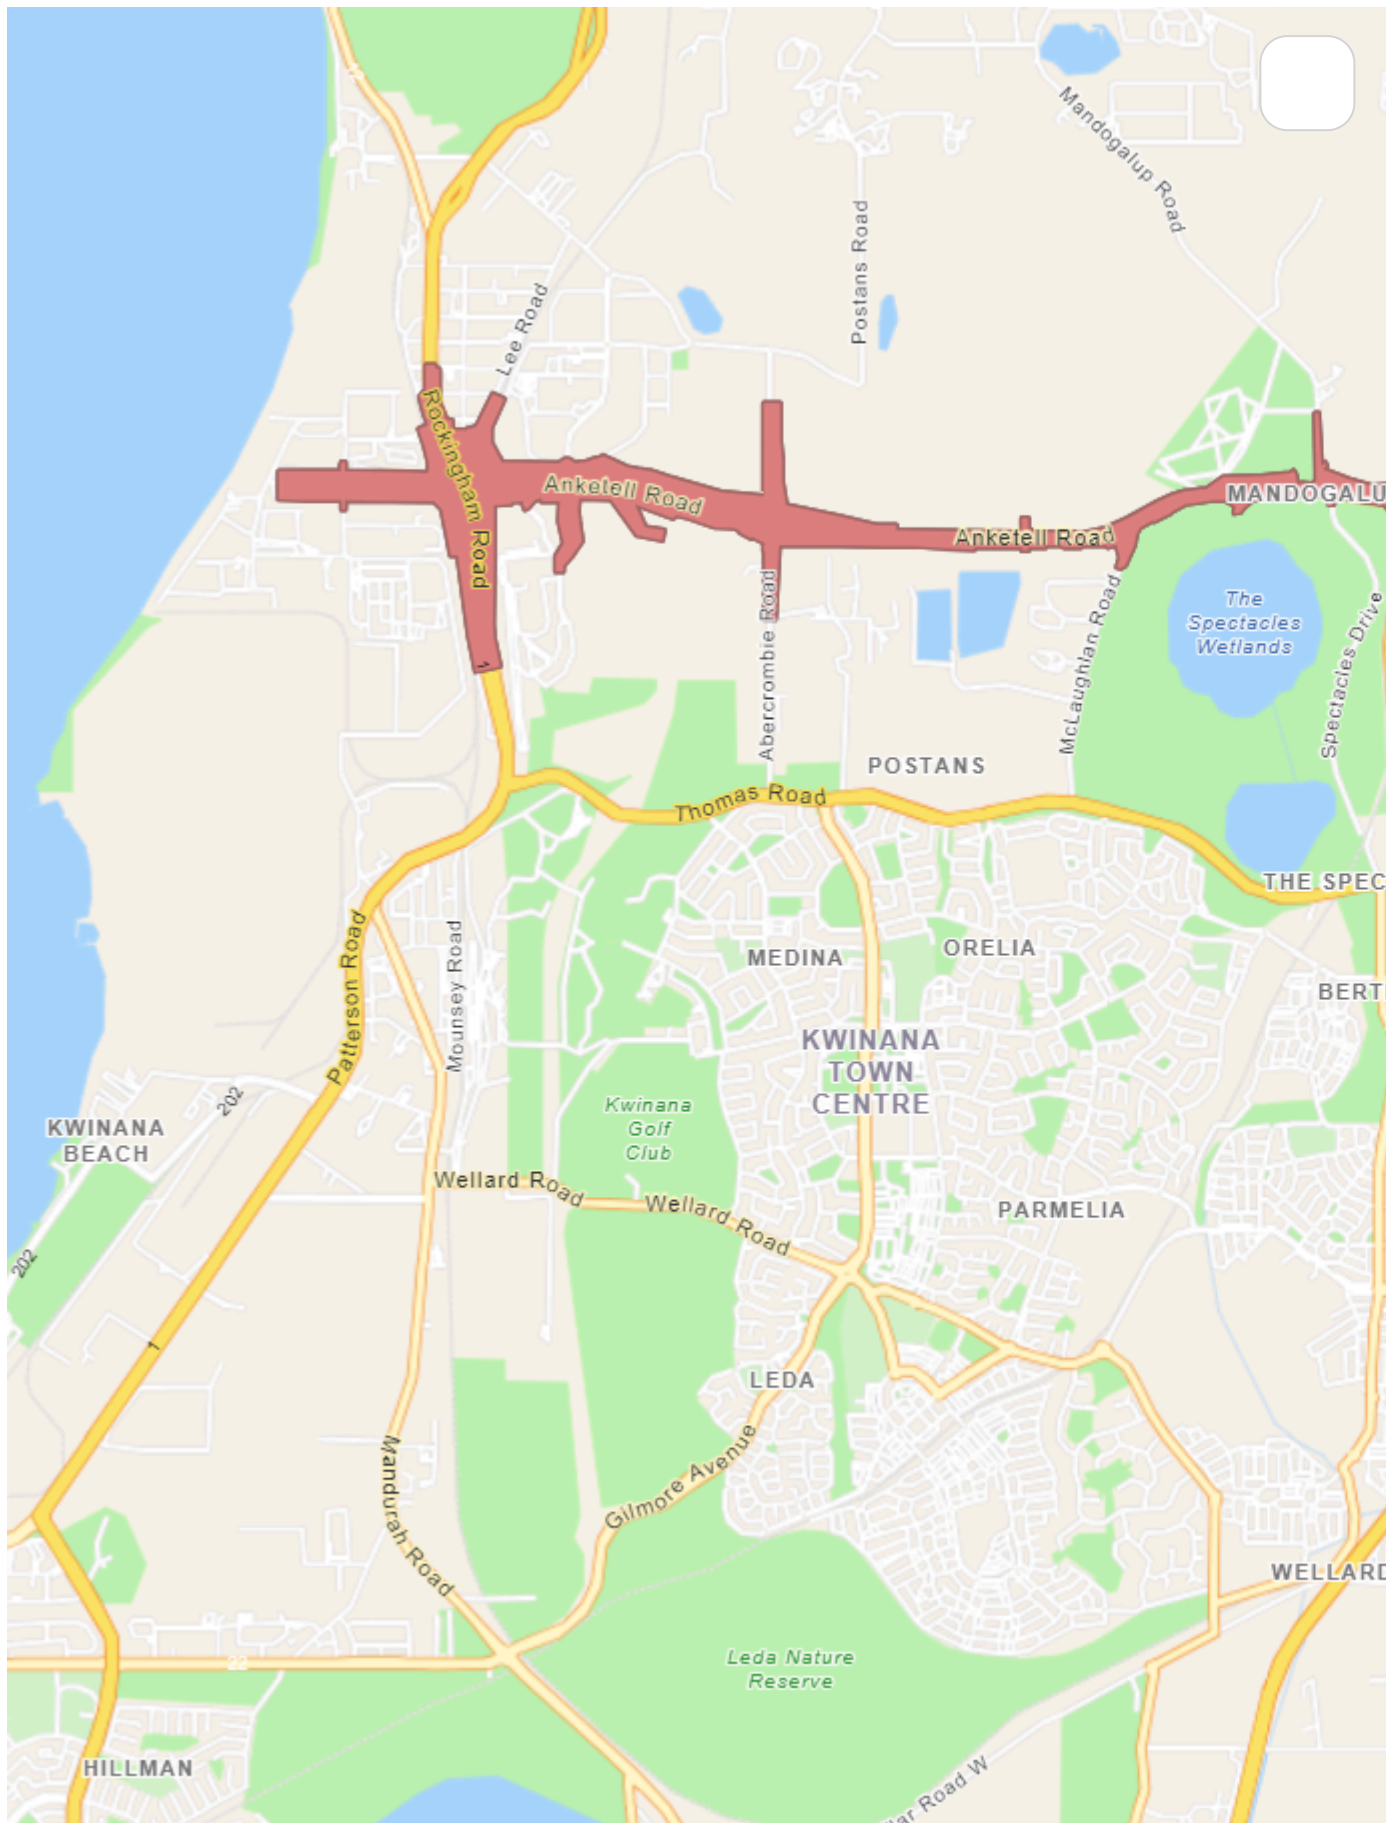 Mandogalup Road
Postans Road
Lee Road
Rockingham Road
Anketell Road
MANDOGALU
Anketell Road
1
Abercrombie Road
McLaughlan Road
The
Spectacles
Wetlands
Spectacles Drive
POSTANS
Thomas Road
THE SPEC
Patterson Road
Mounsey Road
MEDINA
ORELIA
BERT
KWINANA
TOWN
CENTRE
202
KWINANA
BEACH
Kwinana
Golf
Club
Wellard Road
Wellard Road
PARMELIA
202
1
LEDA
Gilmore Avenue
Mandurah Road
WELLARD
22
Leda Nature
Reserve
HILLMAN
ar Road W